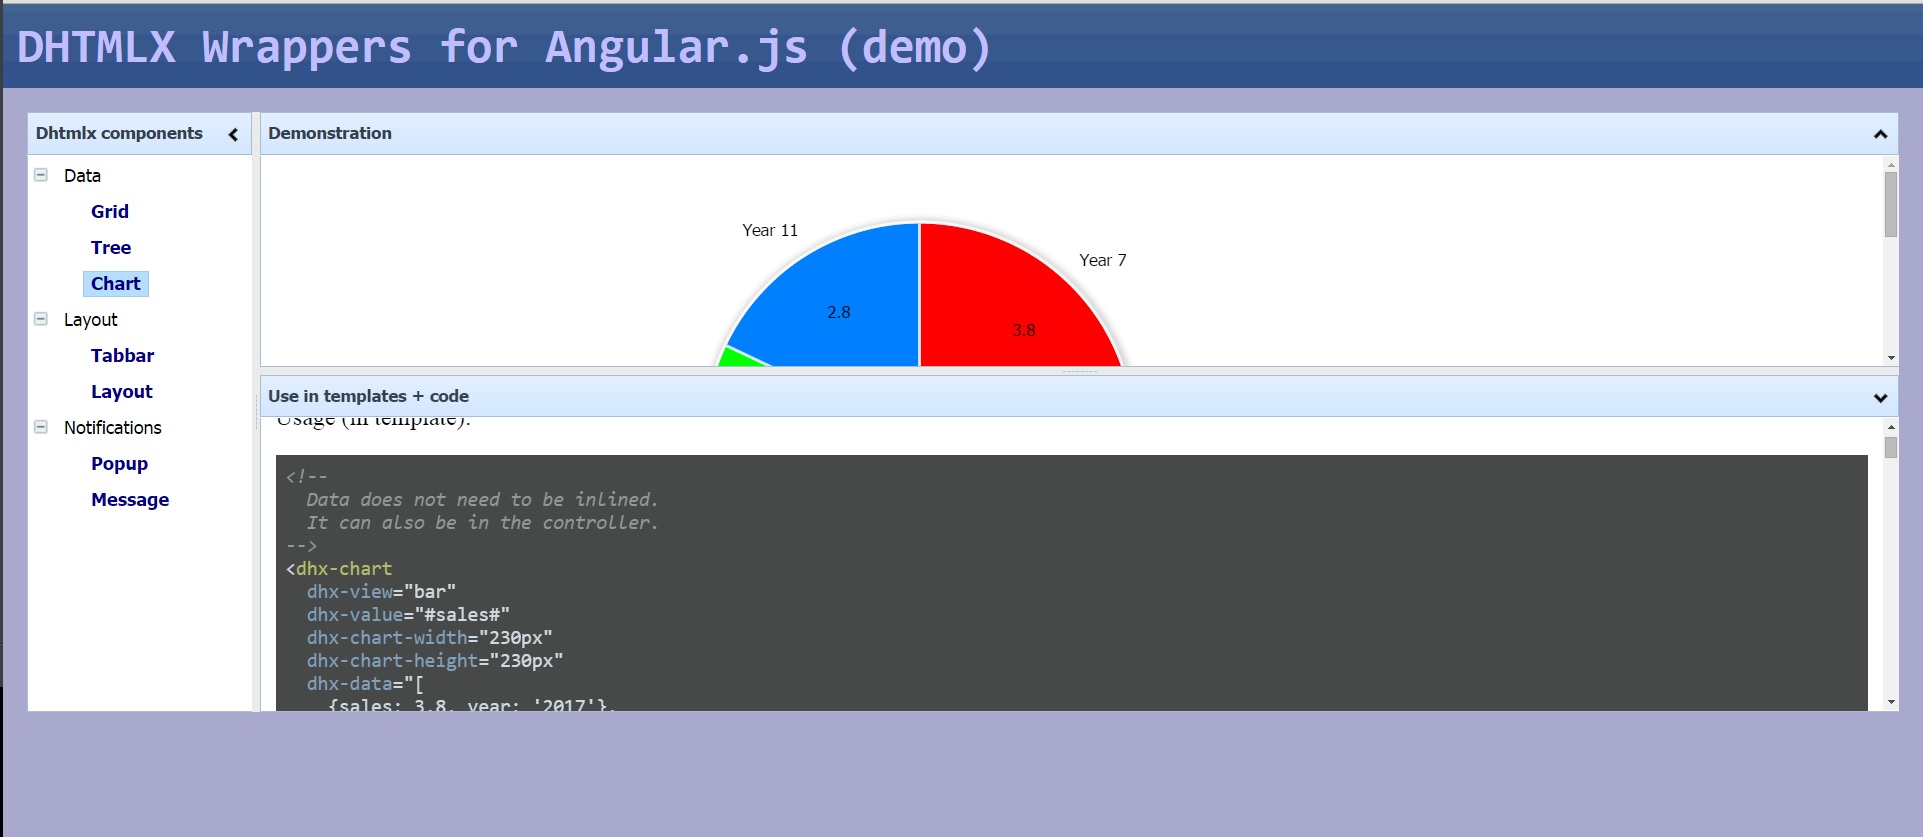 DHTMLX Wrappers for Angular.js (demo)
Dhtmlx components
Data
Grid
Tree
Chart
Layout
Tabbar
Layout
Notifications
Popup
Message
Demonstration
Year 11
Year 7
2.8
3.8
Use in templates + code
Usage (in template):
<!--
  Data does not need to be inlined.
  It can also be in the controller.
-->
<dhx-chart
  dhx-view="bar"
  dhx-value="#sales#"
  dhx-chart-width="230px"
  dhx-chart-height="230px"
  dhx-data="[
    {sales: 3.8, year: '2017'},